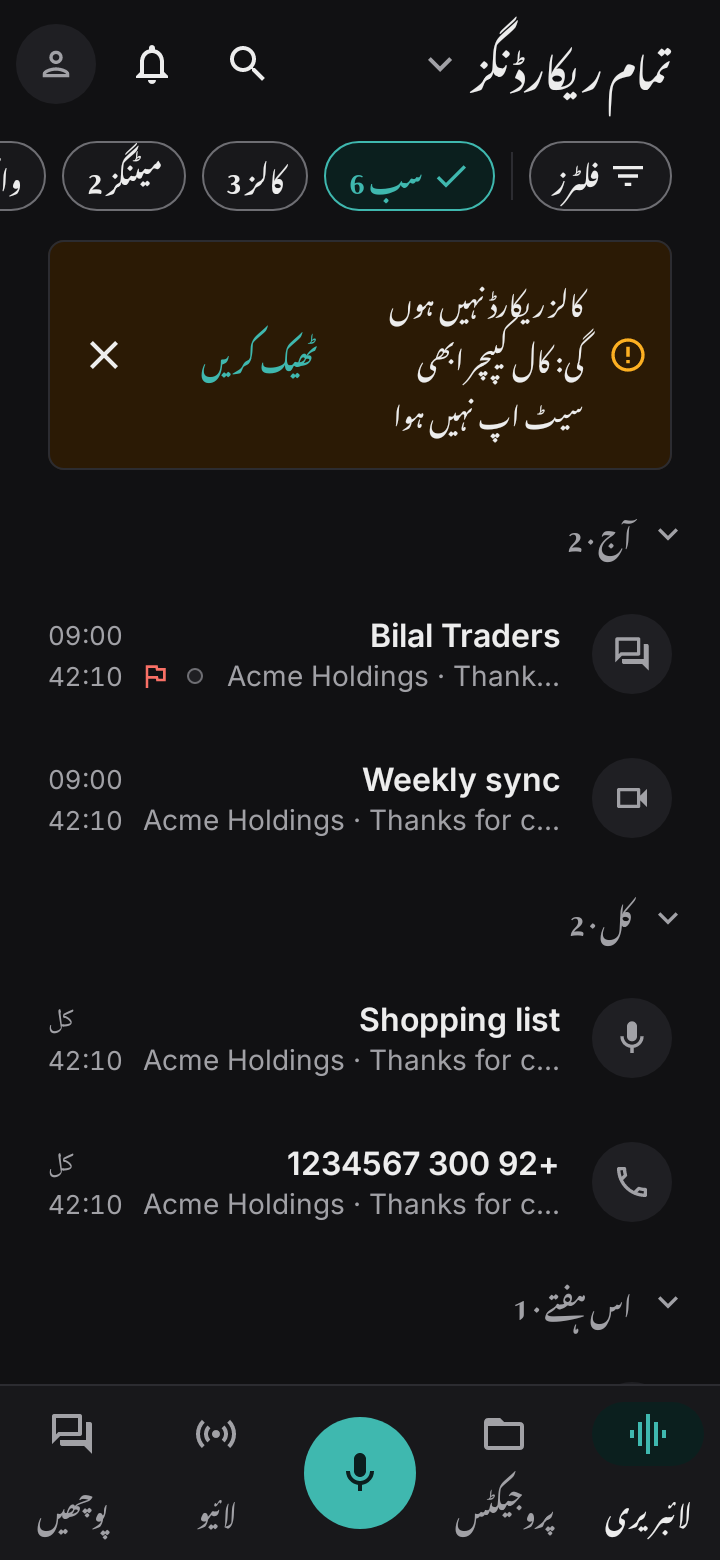 تمام ریکارڈنگز
فلٹرز
سب 6
کالز 3
میٹنگز 2
وا
کالز ریکارڈ نہیں ہوں
گی: کال کیپچر ابھی
سیٹ اپ نہیں ہوا
ٹھیک کریں
آج · 2
Bilal Traders
09:00
Acme Holdings · Thank...
42:10
Weekly sync
09:00
Acme Holdings · Thanks for c...
42:10
کل · 2
Shopping list
کل
Acme Holdings · Thanks for c...
42:10
1234567 300 92+
کل
Acme Holdings · Thanks for c...
42:10
اس ہفتے · 1
لائبریری
پروجیکٹس
لائیو
پوچھیں